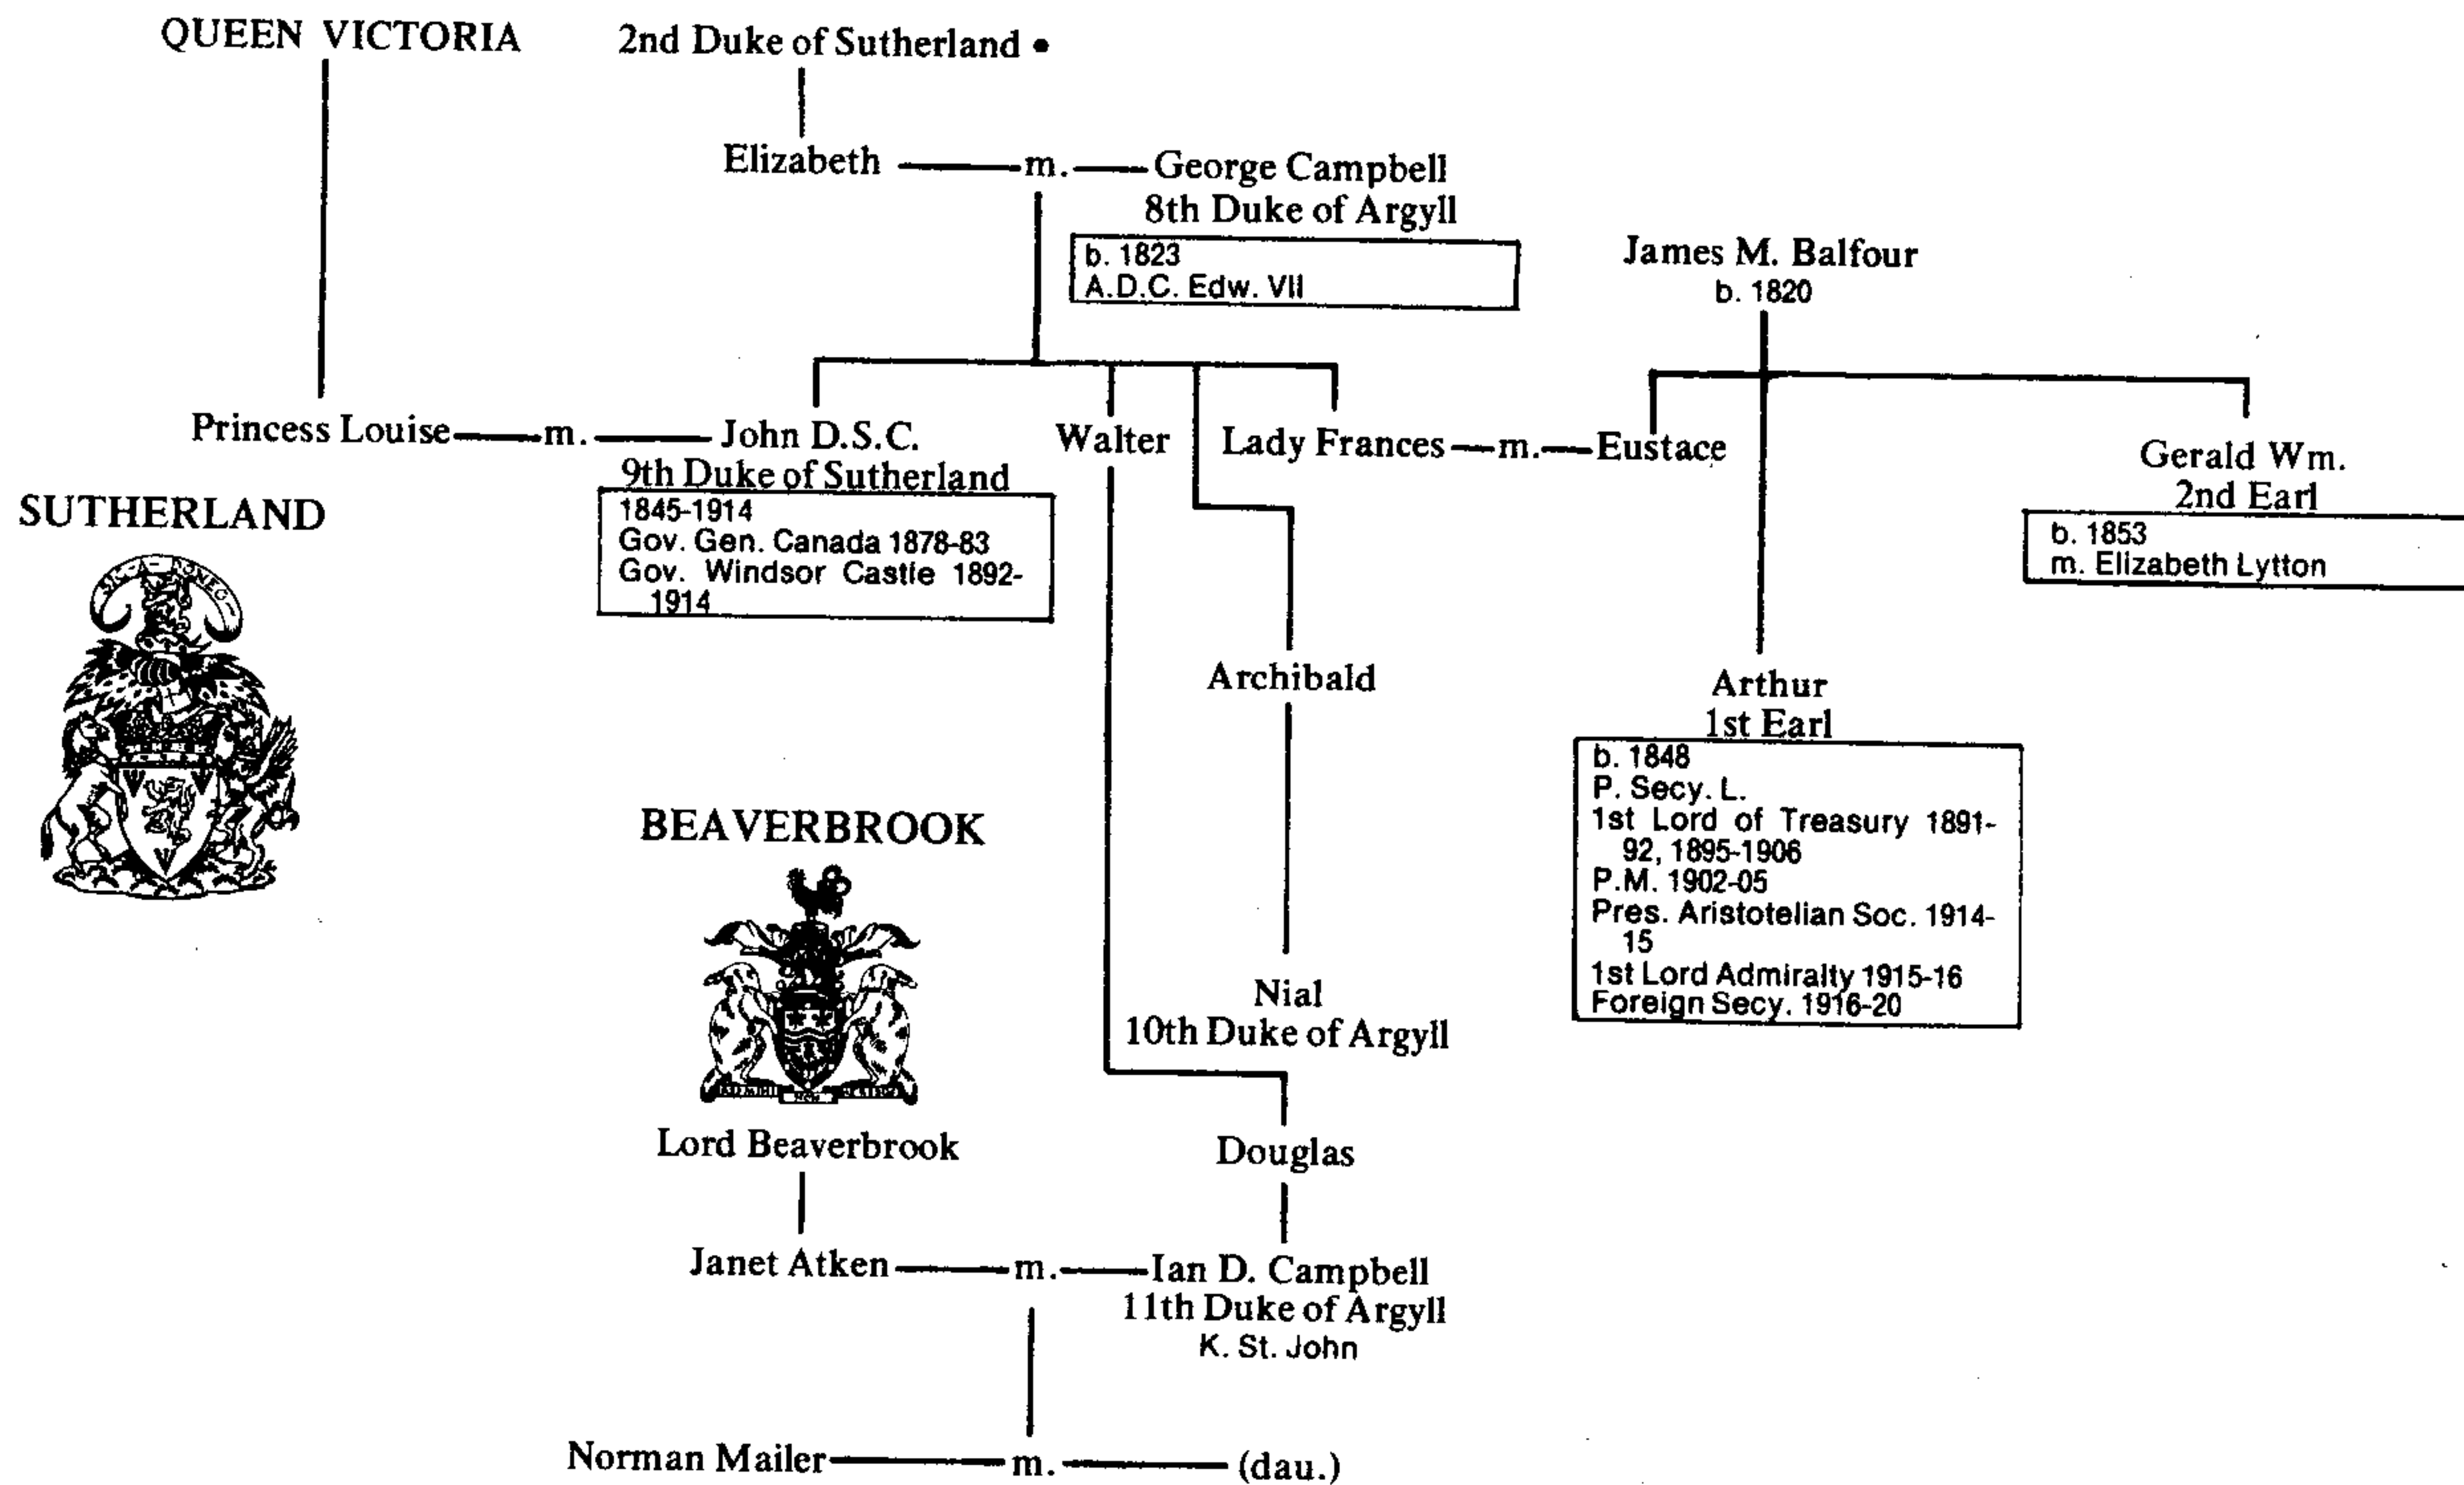 QUEEN VICTORIA
2nd Duke of Sutherland •
Elizabeth m. George Campbell
8th Duke of Argyll
b. 1823
A.D.C. Edw. VII
James M. Balfour
b. 1820
Princess Louise m. John D.S.C.
9th Duke of Sutherland
1845-1914
Gov. Gen. Canada 1878-83
Gov. Windsor Castle 1892-
1914
Walter
Lady Frances m. Eustace
Gerald Wm.
2nd Earl
b. 1853
m. Elizabeth Lytton
SUTHERLAND
Archibald
Arthur
1st Earl
b. 1848
P. Secy. L.
1st Lord of Treasury 1891-
92, 1895-1906
P.M. 1902-05
Pres. Aristotelian Soc. 1914-
15
1st Lord Admiralty 1915-16
Foreign Secy. 1916-20
BEAVERBROOK
Nial
10th Duke of Argyll
Lord Beaverbrook
Douglas
Janet Atken m. Ian D. Campbell
11th Duke of Argyll
K. St. John
Norman Mailer m. (dau.)